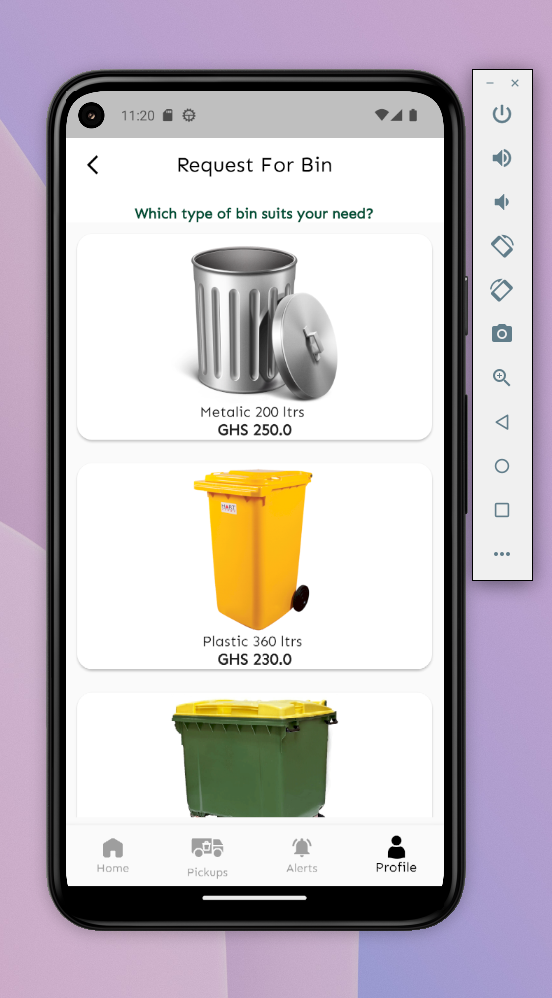 11:20
Request For Bin
Which type of bin suits your need?
Metalic 200 ltrs
GHS 250.0
Plastic 360 ltrs
GHS 230.0
Home
Pickups
Alerts
Profile